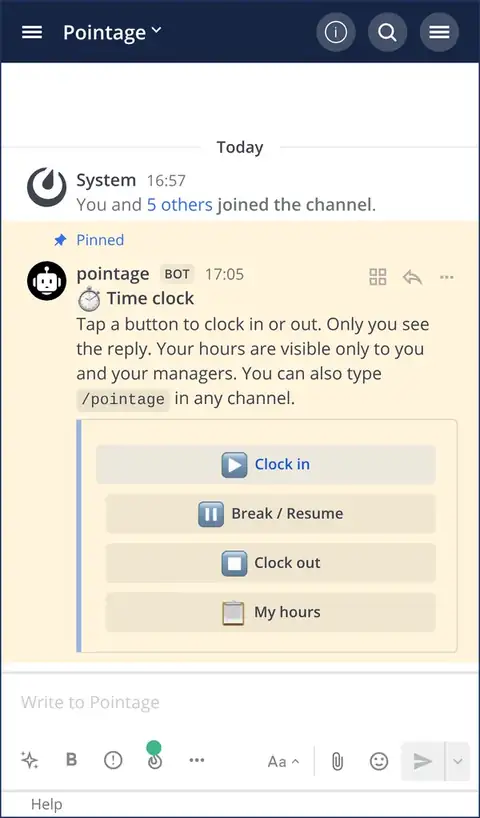 Pointage
Today
System 16:57
You and 5 others joined the channel.
Pinned
pointage BOT 17:05
Time clock
Tap a button to clock in or out. Only you see
the reply. Your hours are visible only to you
and your managers. You can also type
/pointage in any channel.
Clock in
Break / Resume
Clock out
My hours
Write to Pointage
B Aa
Help